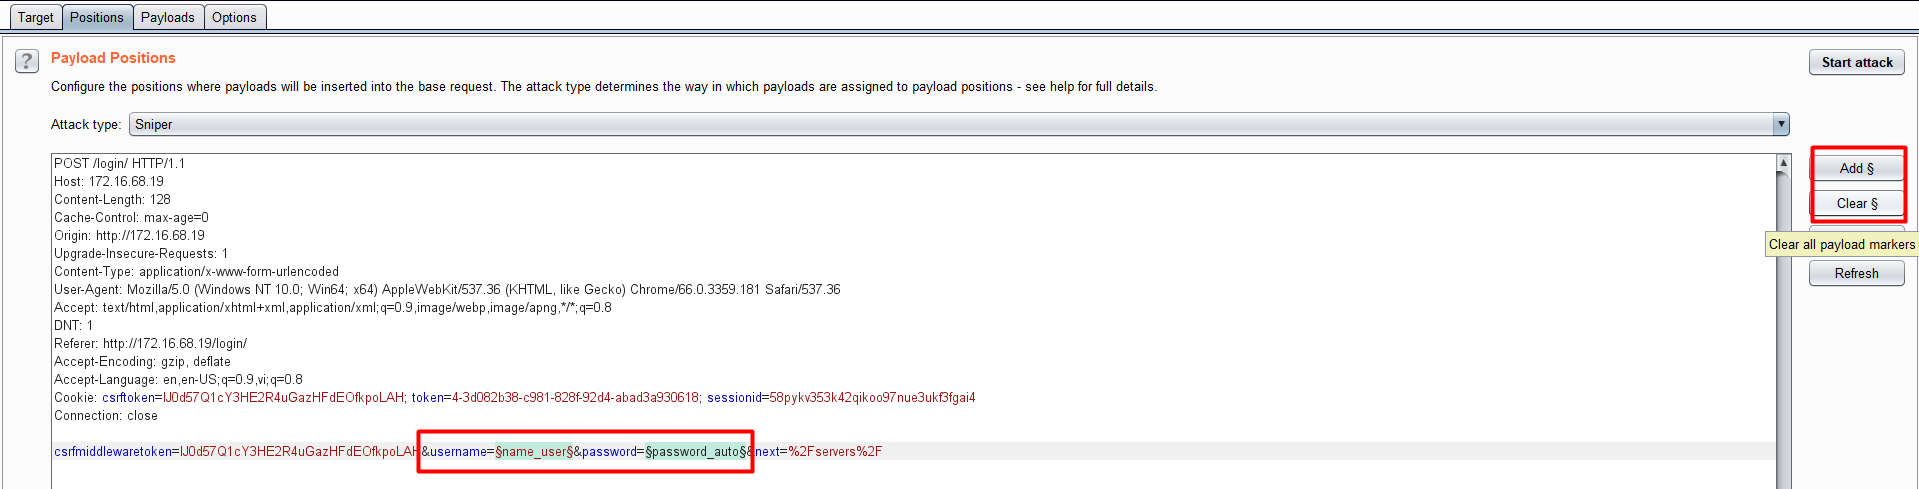 Target Positions Payloads Options
? Payload Positions
Start attack
Configure the positions where payloads will be inserted into the base request. The attack type determines the way in which payloads are assigned to payload positions - see help for full details.
Attack type: Sniper
POST /login/ HTTP/1.1
Add §
Host: 172.16.68.19
Content-Length: 128
Clear §
Cache-Control: max-age=0
Origin: http://172.16.68.19
Clear all payload markers
Upgrade-Insecure-Requests: 1
Content-Type: application/x-www-form-urlencoded
Refresh
User-Agent: Mozilla/5.0 (Windows NT 10.0; Win64; x64) AppleWebKit/537.36 (KHTML, like Gecko) Chrome/66.0.3359.181 Safari/537.36
Accept: text/html,application/xhtml+xml,application/xml;q=0.9,image/webp,image/apng,*/*;q=0.8
DNT: 1
Referer: http://172.16.68.19/login/
Accept-Encoding: gzip, deflate
Accept-Language: en,en-US;q=0.9,vi;q=0.8
Cookie: csrftoken=IJ0d57Q1cY3HE2R4uGazHFdEOfkpoLAH; token=4-3d082b38-c981-828f-92d4-abad3a930618; sessionid=58pykv353k42qikoo97nue3ukf3fgai4
Connection: close
csrfmiddlewaretoken=IJ0d57Q1cY3HE2R4uGazHFdEOfkpoLAH&username=§name_user§&password=§password_auto§&next=%2Fservers%2F